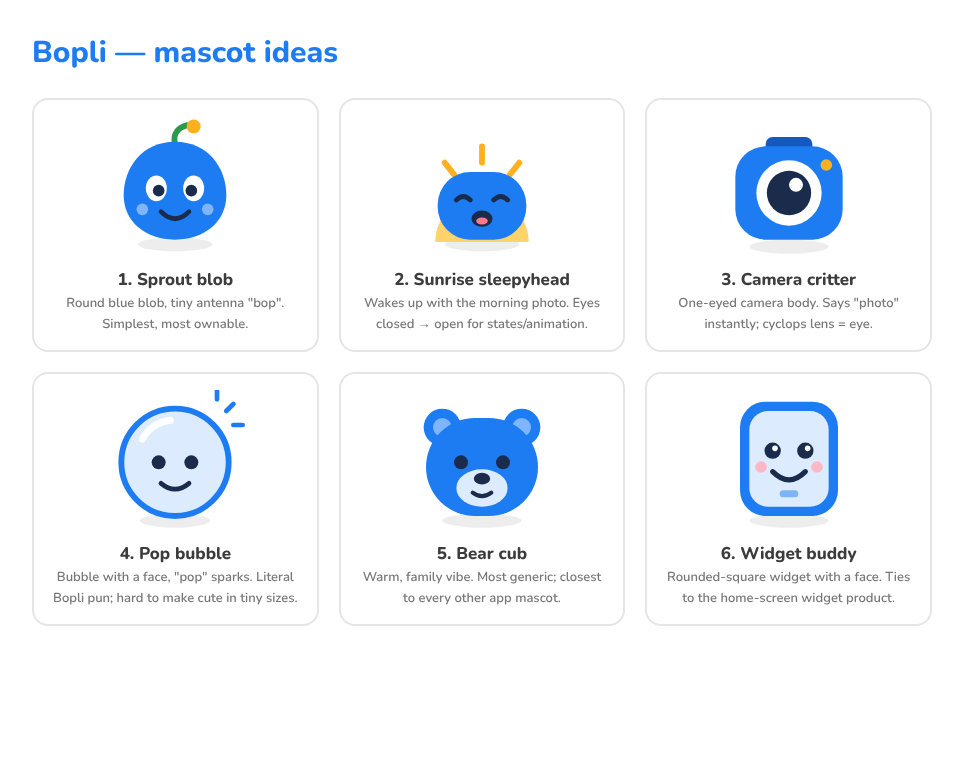 Bopli — mascot ideas
1. Sprout blob
Round blue blob, tiny antenna "bop".
Simplest, most ownable.
2. Sunrise sleepyhead
Wakes up with the morning photo. Eyes
closed → open for states/animation.
3. Camera critter
One-eyed camera body. Says "photo"
instantly; cyclops lens = eye.
4. Pop bubble
Bubble with a face, "pop" sparks. Literal
Bopli pun; hard to make cute in tiny sizes.
5. Bear cub
Warm, family vibe. Most generic; closest
to every other app mascot.
6. Widget buddy
Rounded-square widget with a face. Ties
to the home-screen widget product.